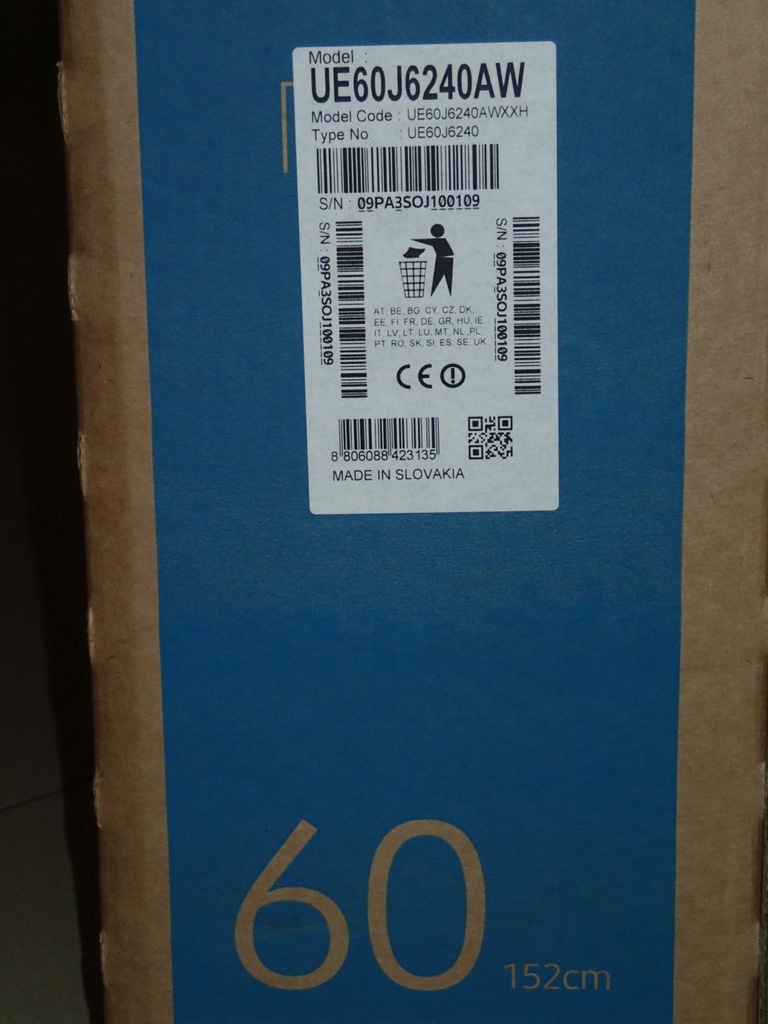 Model :
UE60J6240AW
Model Code : UE60J6240AWXXH
Type No. : UE60J6240
S/N : 09PA3SOJ100109
S/N : 09PA3SOJ100109
S/N : 09PA3SOJ100109
AT, BE, BG, CY, CZ, DK,
EE, FI, FR, DE, GR, HU, IE,
IT, LV, LT, LU, MT, NL, PL,
PT, RO, SK, SI, ES, SE, UK
CE
8 806088 423135
MADE IN SLOVAKIA
60 152cm